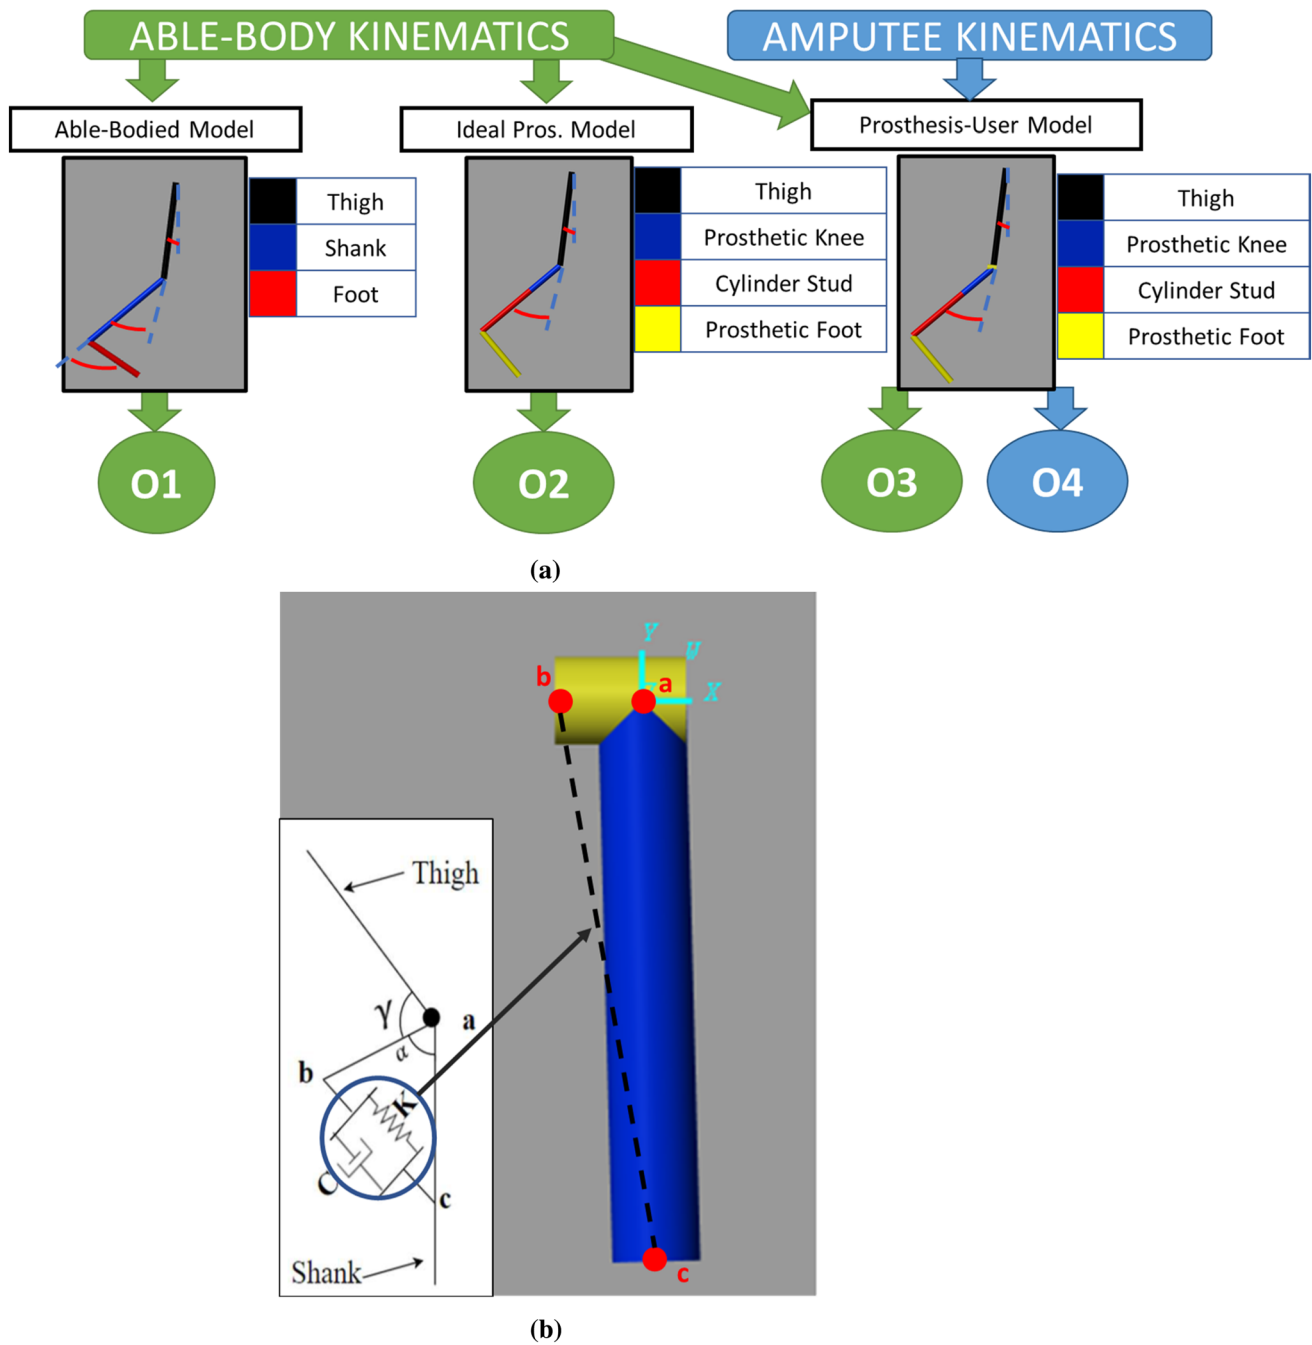 ABLE-BODY KINEMATICS
AMPUTEE KINEMATICS
Able-Bodied Model
Ideal Pros. Model
Prosthesis-User Model
Thigh
Shank
Foot
Thigh
Prosthetic Knee
Cylinder Stud
Prosthetic Foot
Thigh
Prosthetic Knee
Cylinder Stud
Prosthetic Foot
O1
O2
O3
O4
(a)
Y
W
X
b
a
c
Thigh
γ
a
α
b
K
C
c
Shank
(b)